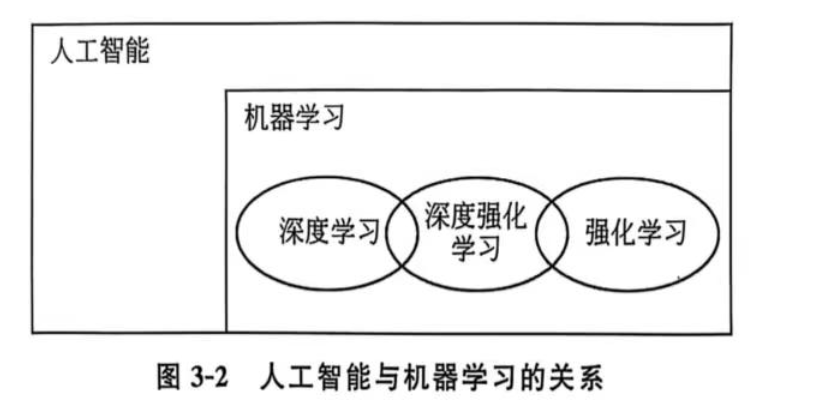 人工智能
机器学习
深度学习
深度强化
学习
强化学习
图 3-2 人工智能与机器学习的关系